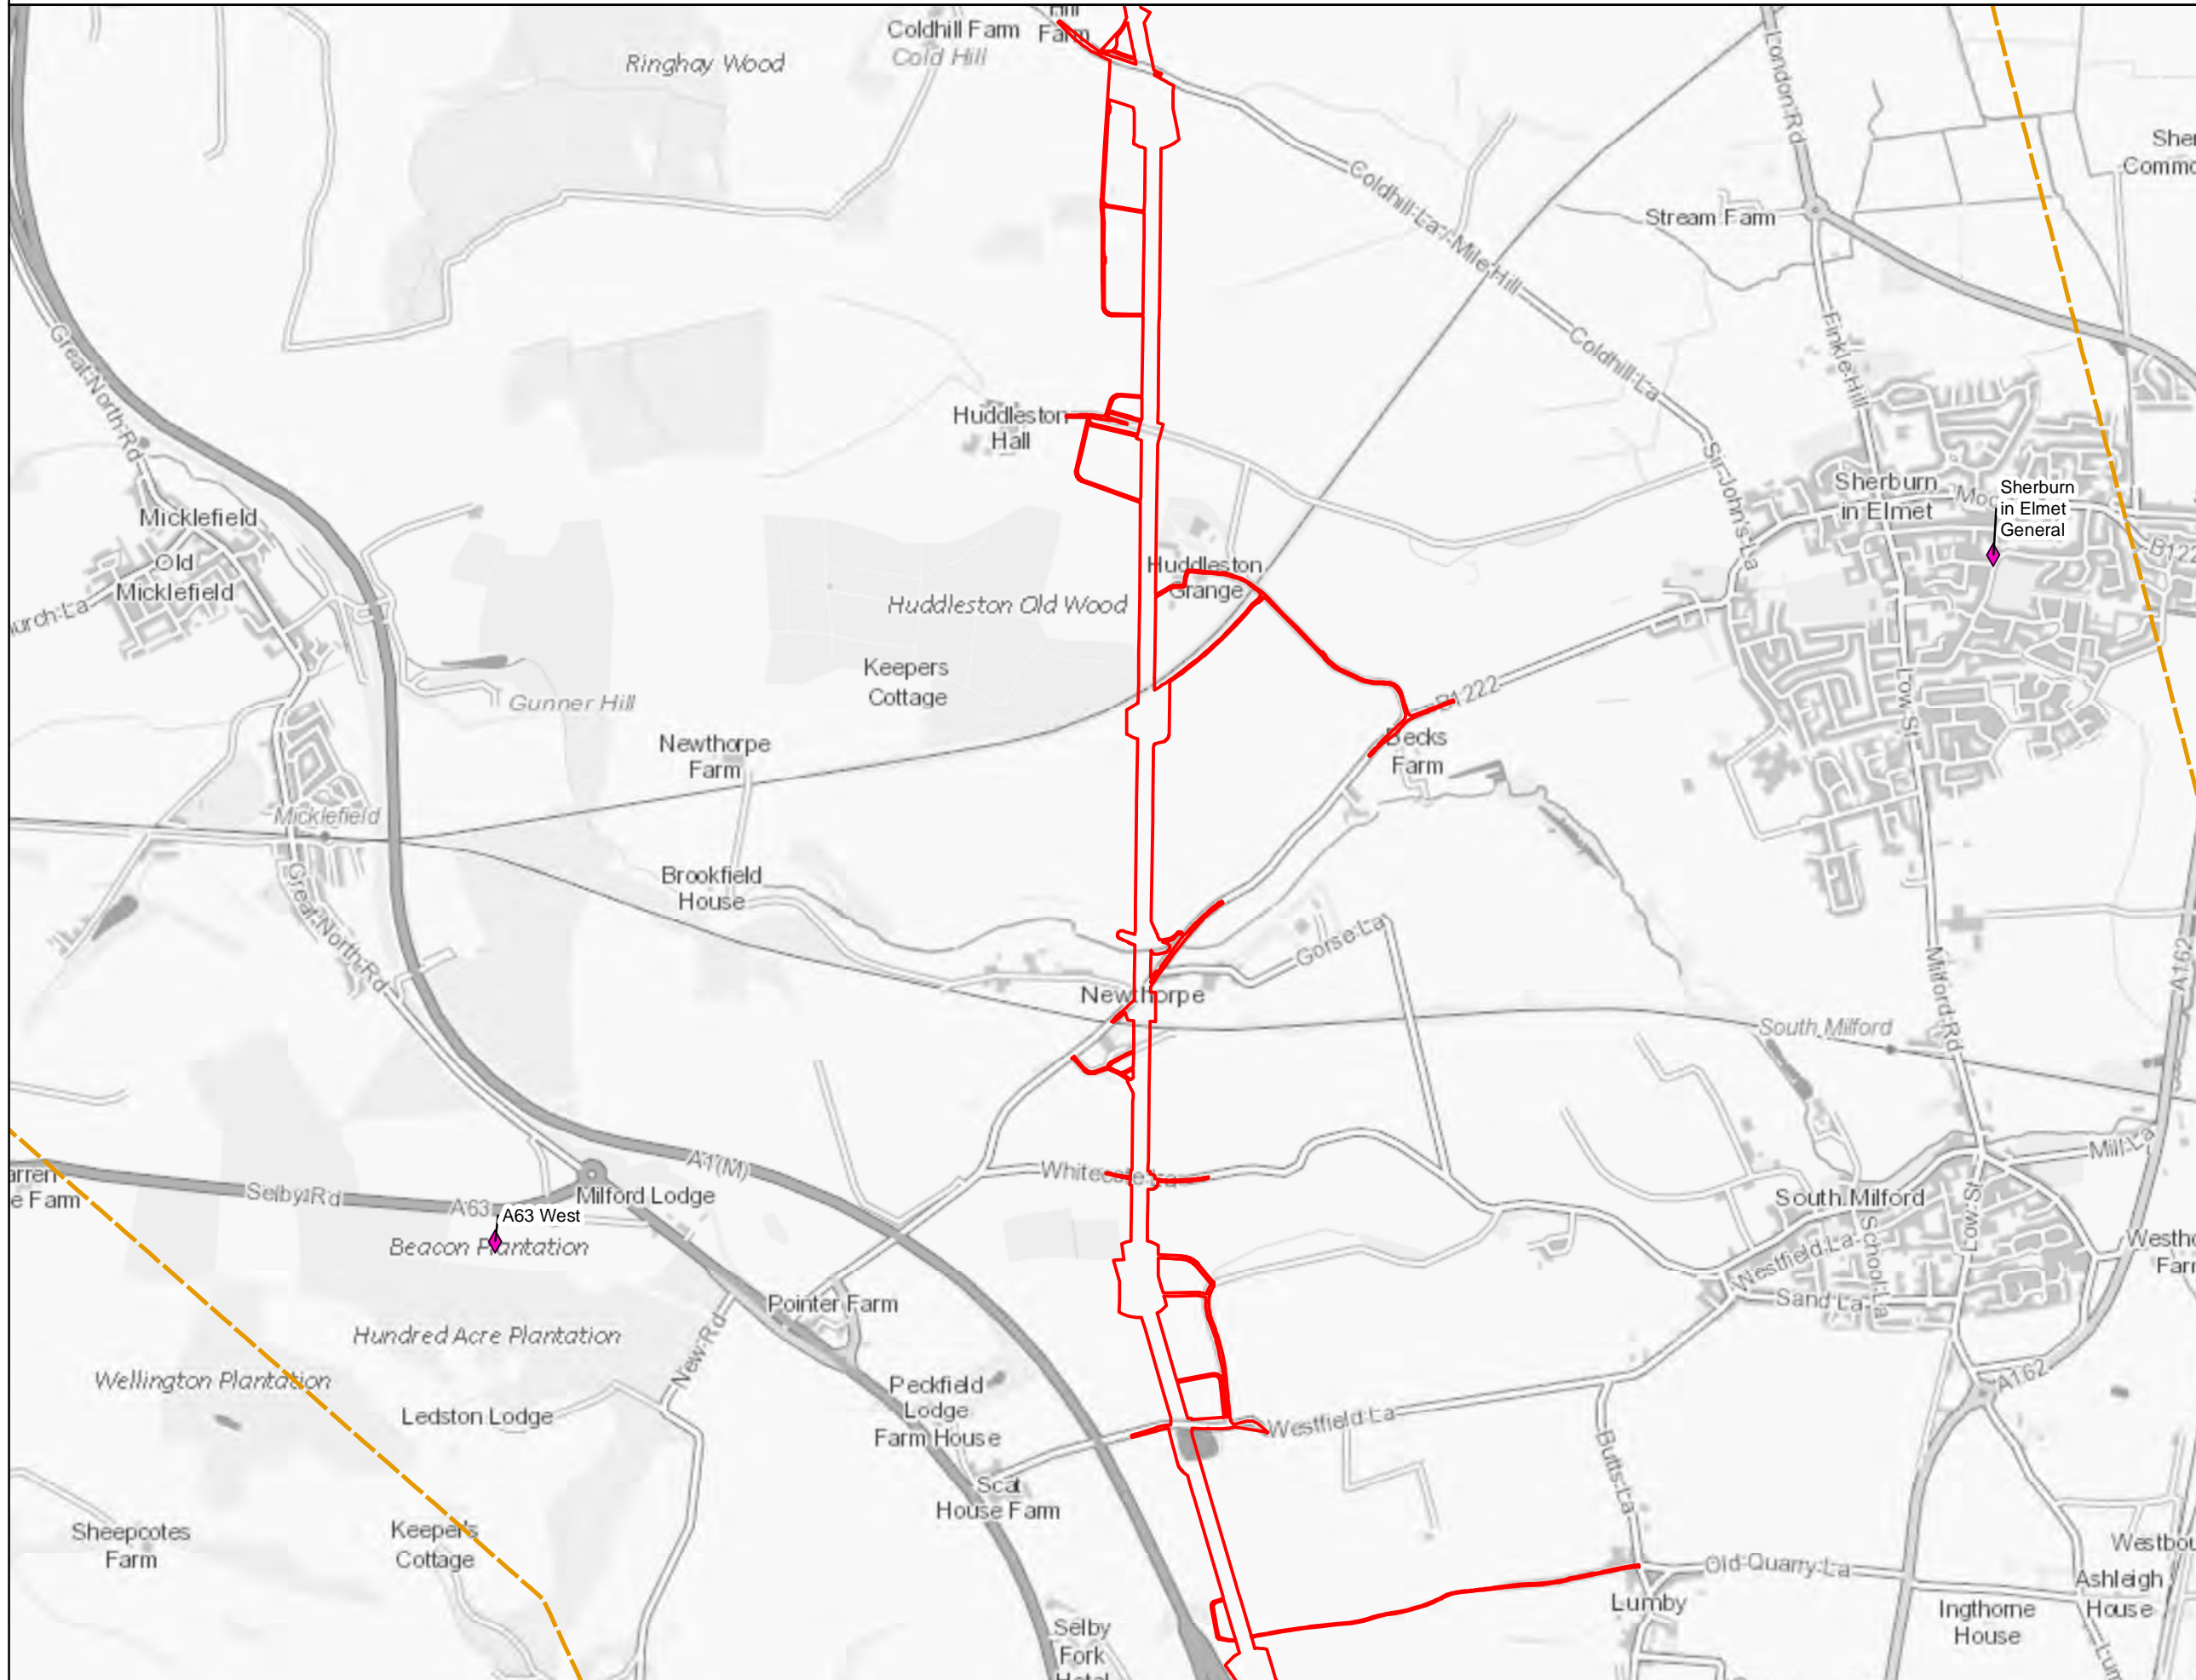 Hill
Farm
Coldhill Farm
Cold Hill
Ringhay Wood
London Rd
Coldhill La / Mile Hill
Stream Farm
Finkle Hill
Coldhill La
Great North Rd
Huddleston
Hall
Sir John's La
Sherburn
in Elmet
Sherburn
in Elmet
General
Micklefield
Old
Micklefield
Huddleston
Grange
Huddleston Old Wood
Keepers
Cottage
Gunner Hill
B1222
Low St
Newthorpe
Farm
Becks
Farm
Micklefield
Brookfield
House
Great North Rd
Gorse La
Newthorpe
Milford Rd
A162
South Milford
A1(M)
Selby Rd
A63
Milford Lodge
A63 West
Beacon Plantation
Whitecote La
Mill La
South Milford
Low St
School La
Westfield La
Sand La
Pointer Farm
Hundred Acre Plantation
New Rd
Wellington Plantation
Ledston Lodge
Peckfield
Lodge
Farm House
A162
Westfield La
Butts La
Scat
House Farm
Sheepcotes
Farm
Keeper's
Cottage
Old Quarry La
Lumby
Ashleigh
House
Ingthorne
House
Selby
Fork
Hotel